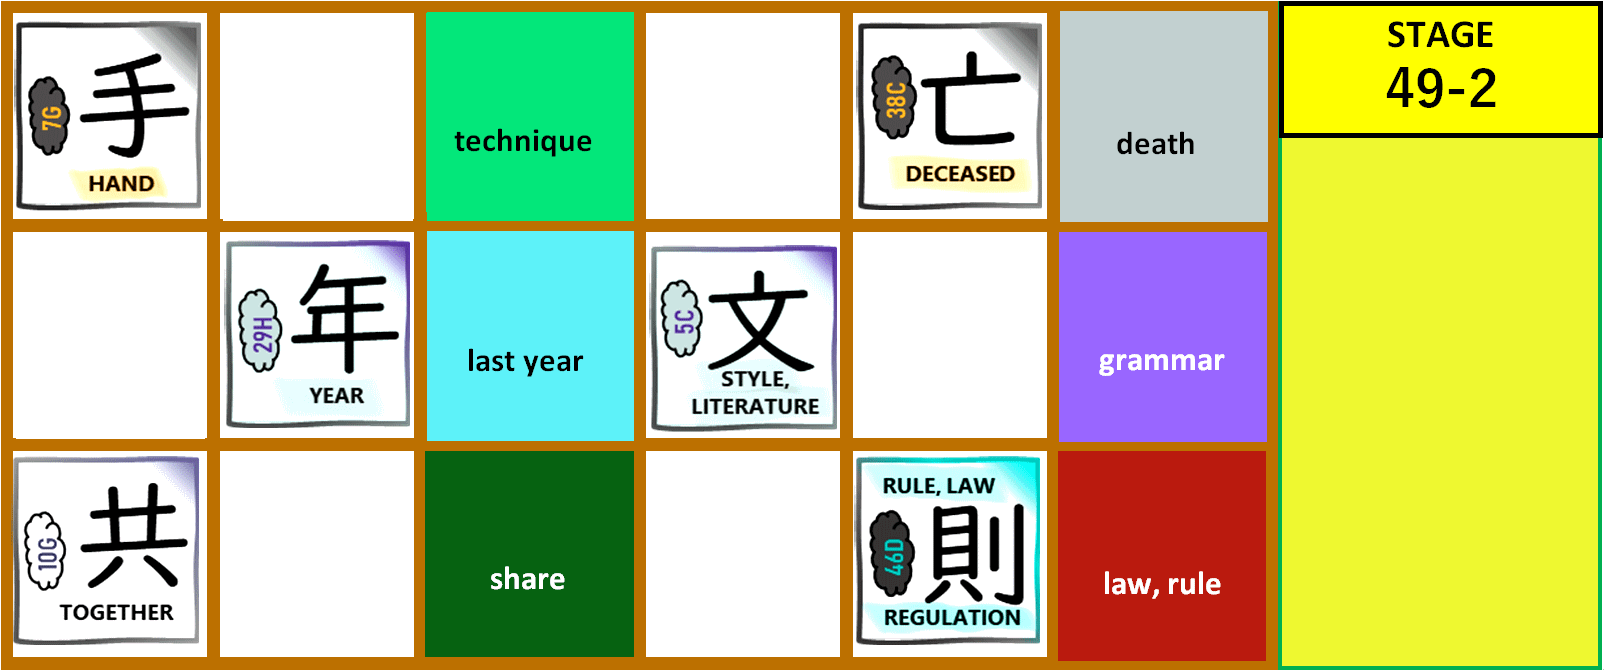 手
7G
HAND
technique
亡
38C
DECEASED
death
STAGE
49-2
年
29H
YEAR
last year
文
5C
STYLE,
LITERATURE
grammar
共
10G
TOGETHER
share
RULE, LAW
則
46D
REGULATION
law, rule